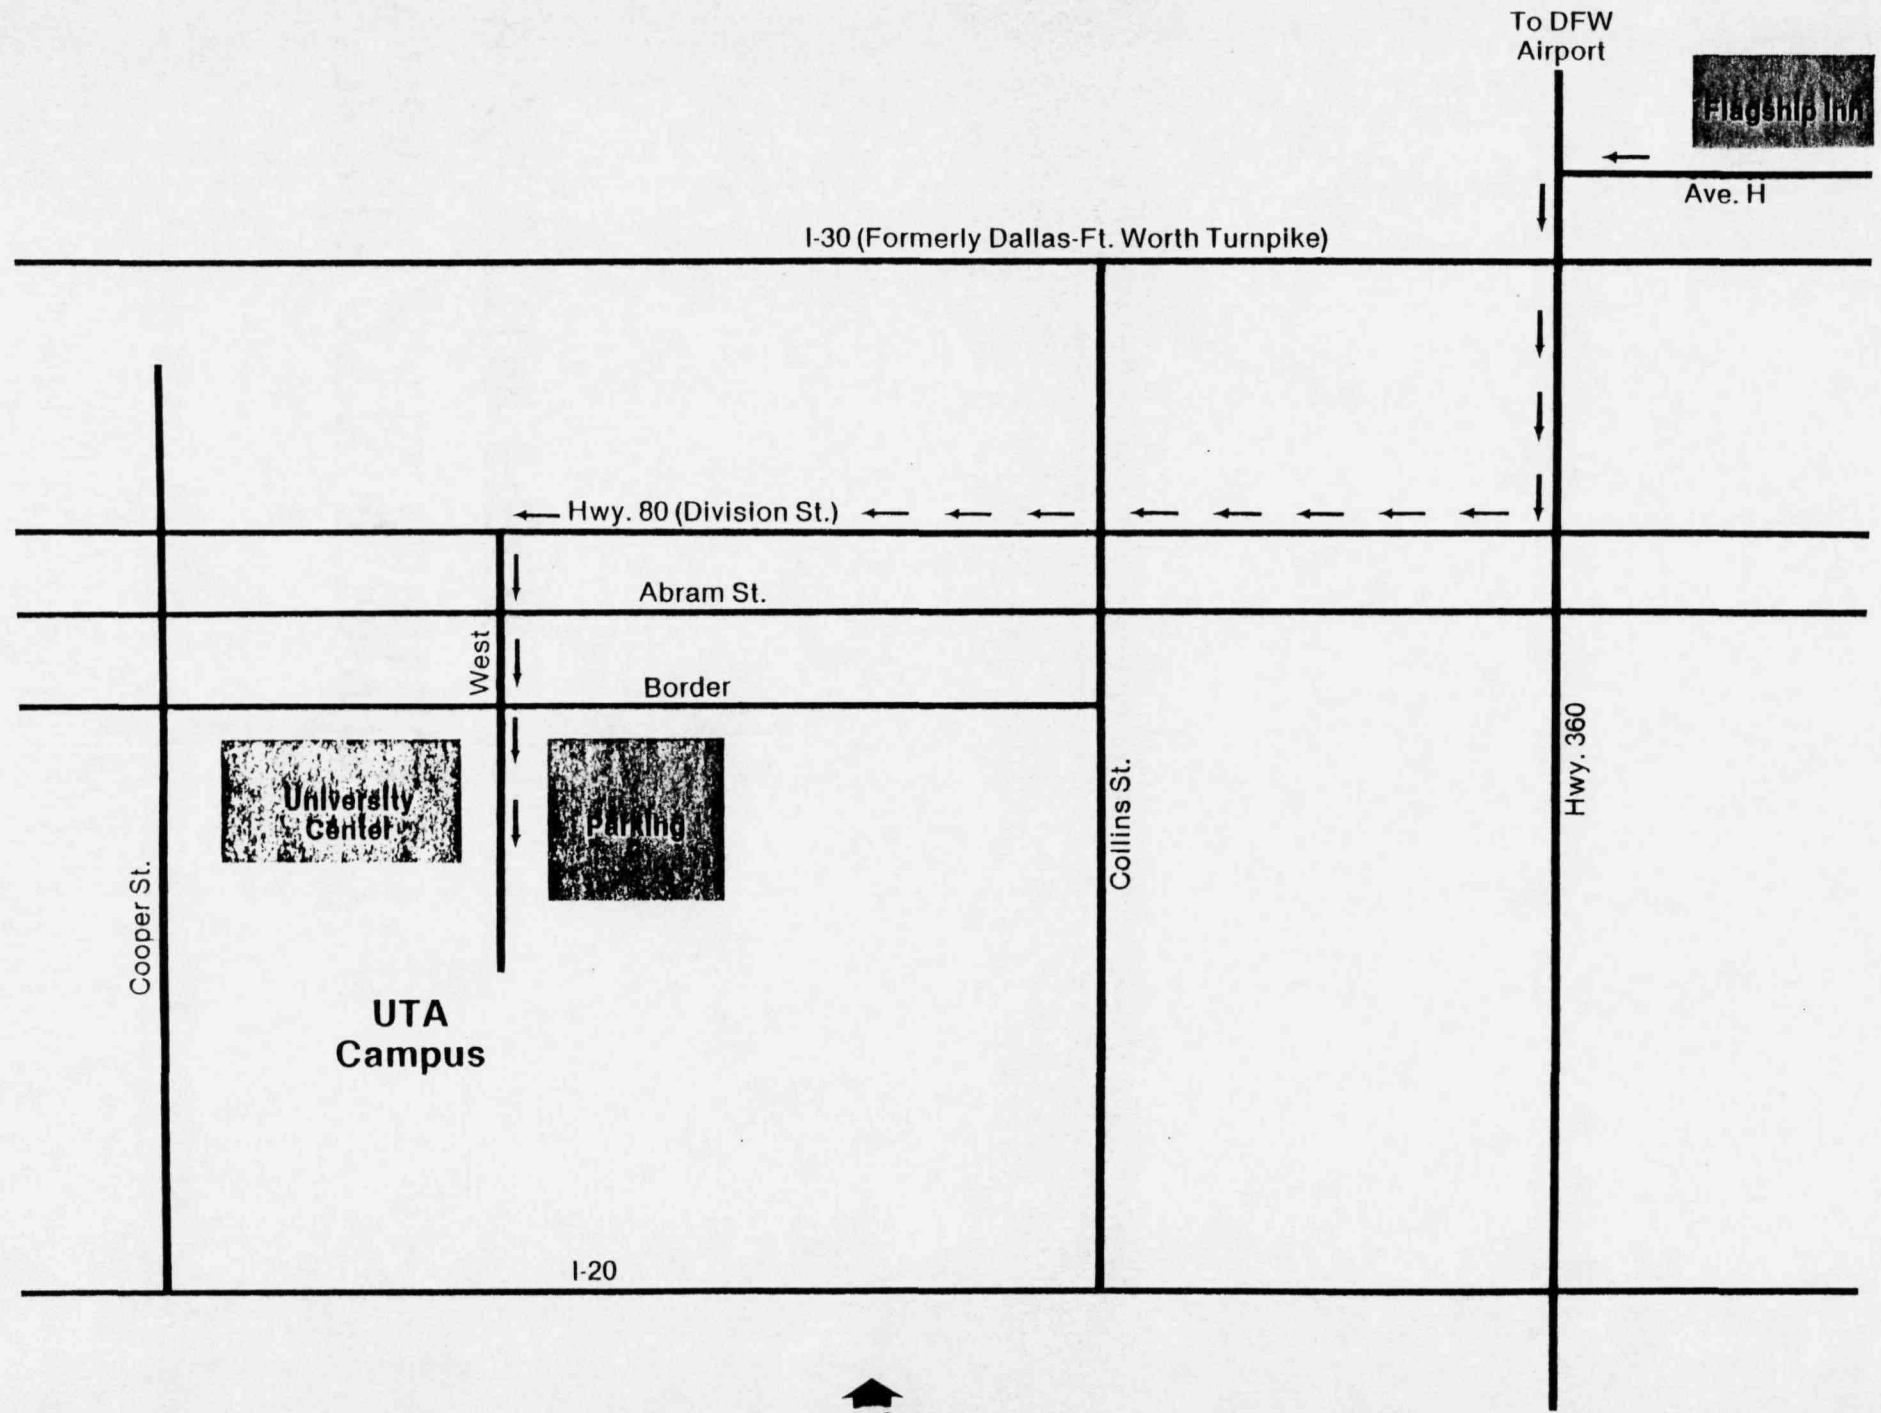 To DFW
Airport
Flagship Inn
Ave. H
I-30 (Formerly Dallas-Ft. Worth Turnpike)
Hwy. 80 (Division St.)
Abram St.
West
Border
Hwy. 360
University
Center
Parking
Collins St.
Cooper St.
UTA
Campus
I-20